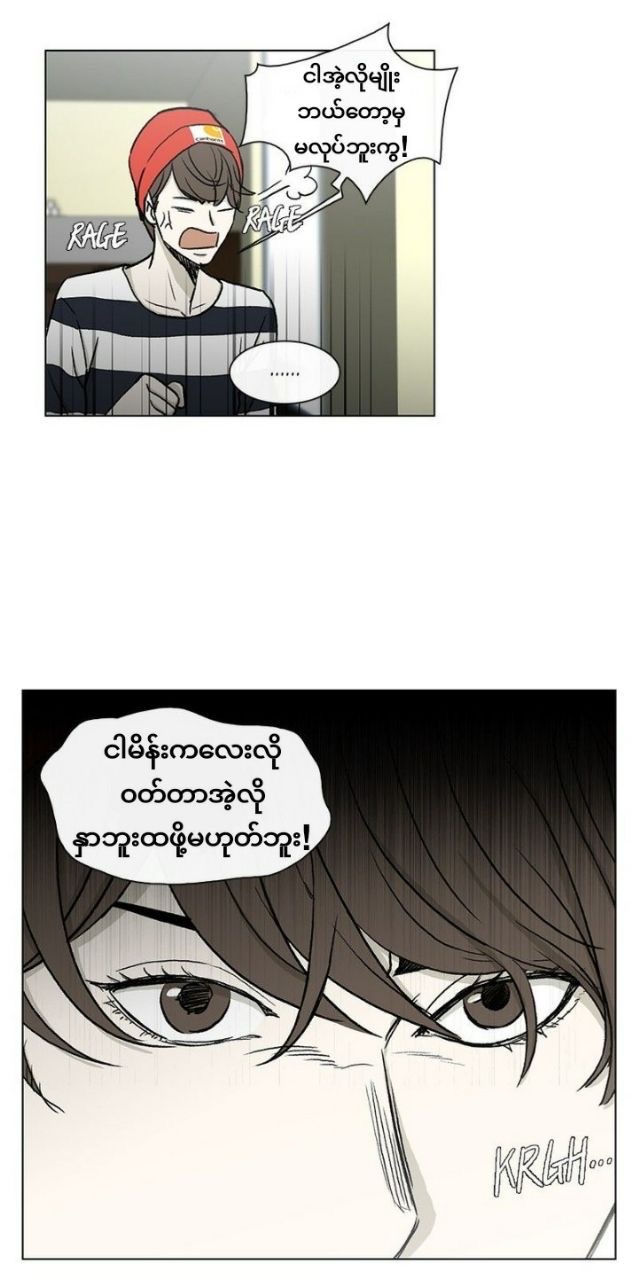 ငါအဲ့လိုမျိုး
ဘယ်တော့မှ
မလုပ်ဘူးကွ!
carhartt
RAGE
RAGE
......
ငါမိန်းကလေးလို
ဝတ်တာအဲ့လို
နှာဘူးထဖို့မဟုတ်ဘူး!
KRGH...